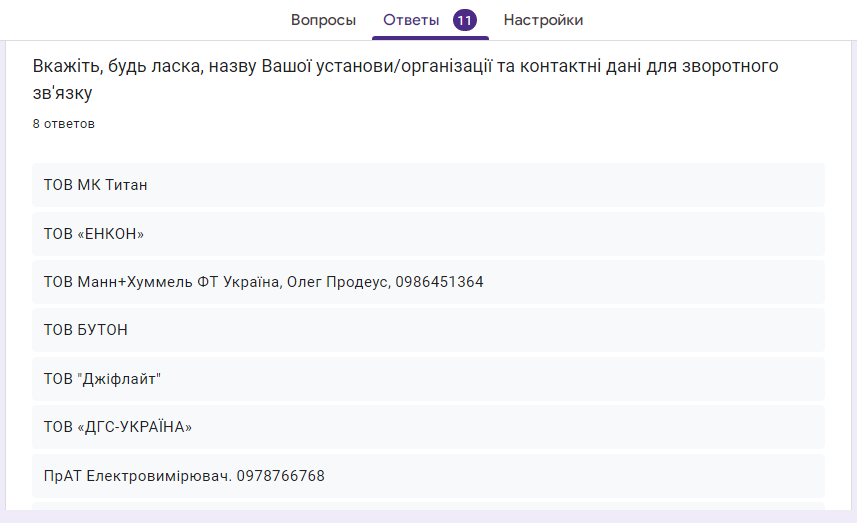 Вопросы Ответы 11 Настройки
Вкажіть, будь ласка, назву Вашої установи/організації та контактні дані для зворотного
зв'язку
8 ответов
ТОВ МК Титан
ТОВ «ЕНКОН»
ТОВ Манн+Хуммель ФТ Україна, Олег Продеус, 0986451364
ТОВ БУТОН
ТОВ "Джіфлайт"
ТОВ «ДГС-УКРАЇНА»
ПрАТ Електровимірювач. 0978766768